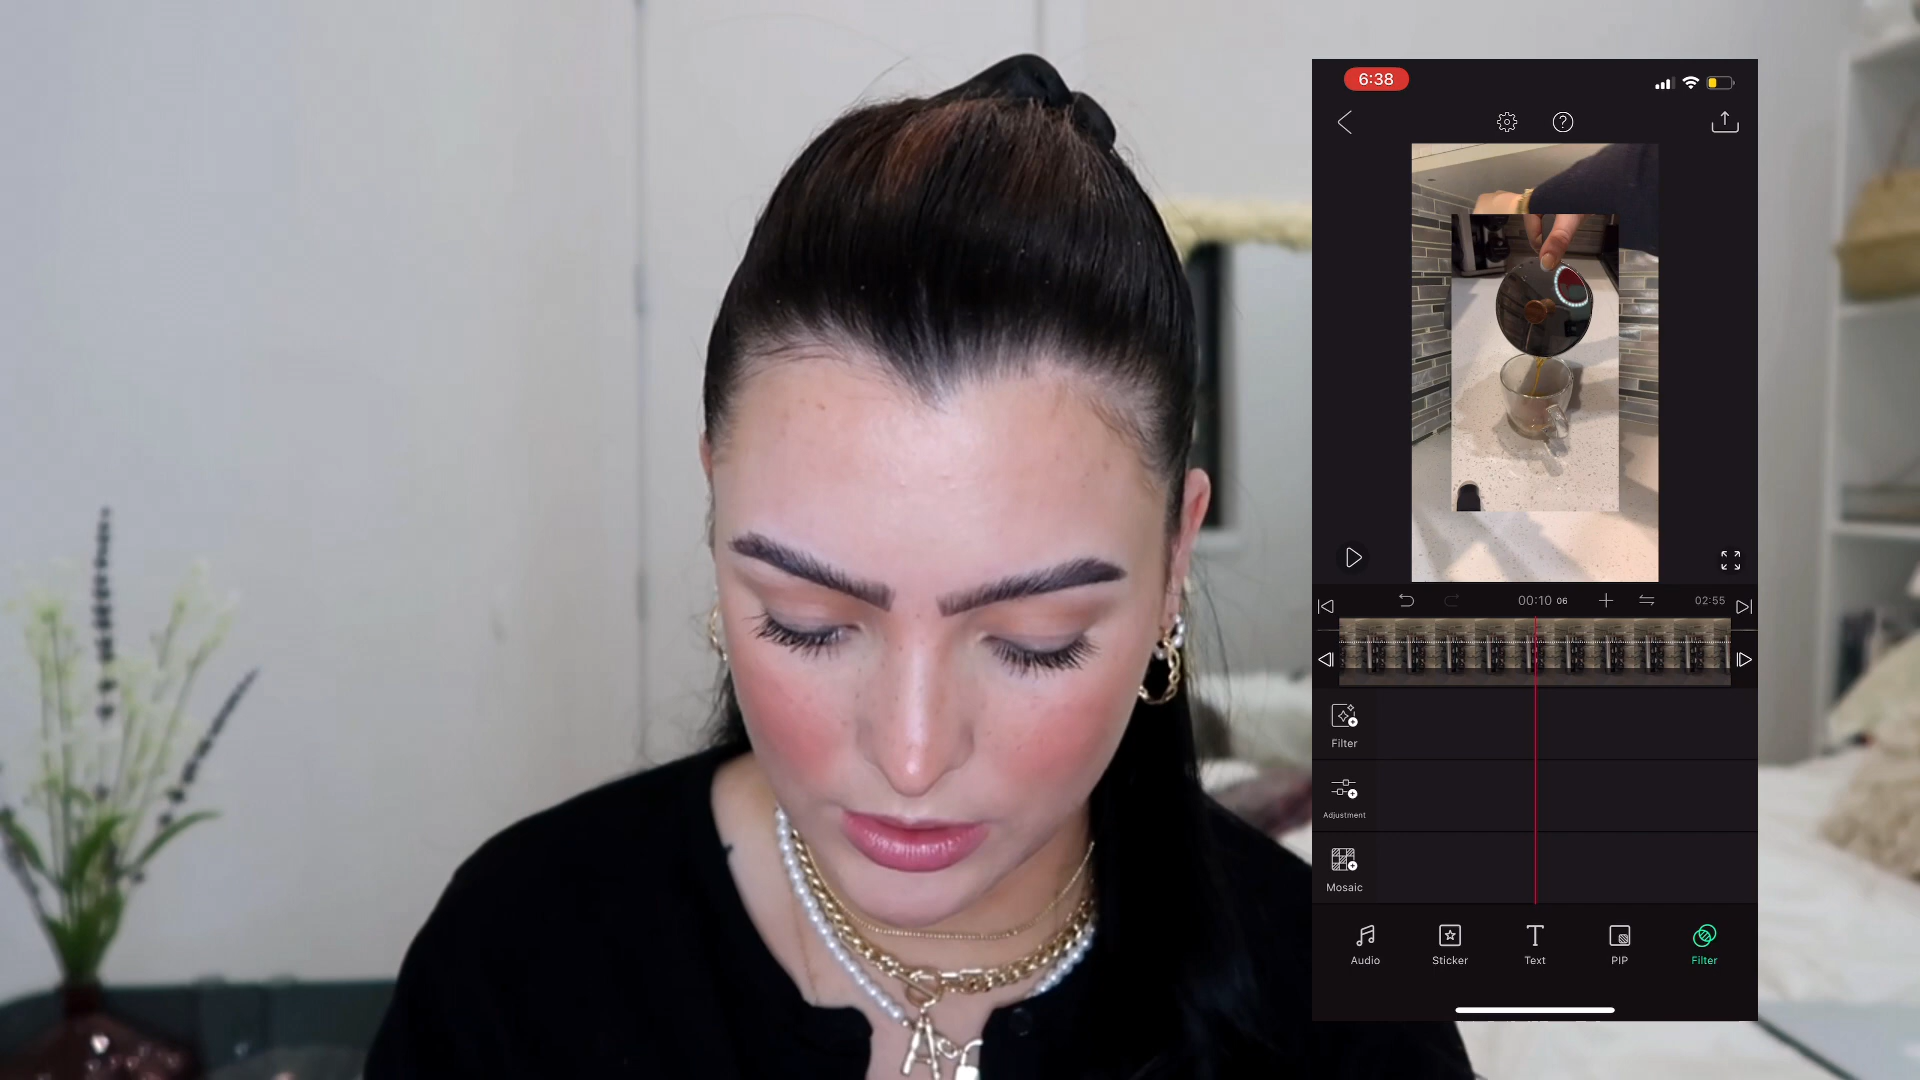 6:38
?
00:10 06
02:55
Filter
Adjustment
Mosaic
Audio
Sticker
Text
PIP
Filter
A